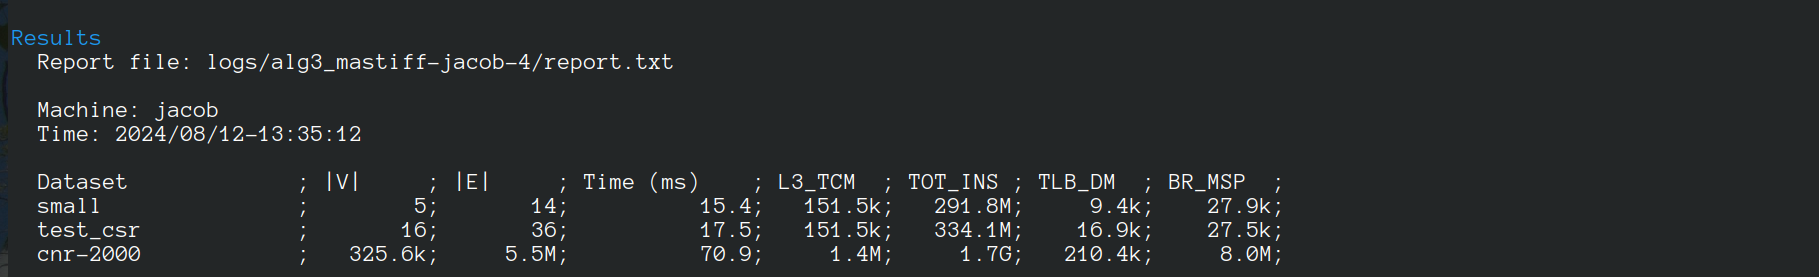 Results
Report file: logs/alg3_mastiff-jacob-4/report.txt
Machine: jacob
Time: 2024/08/12-13:35:12
Dataset ; |V| ; |E| ; Time (ms) ; L3_TCM ; TOT_INS ; TLB_DM ; BR_MSP ;
small ; 5; 14; 15.4; 151.5k; 291.8M; 9.4k; 27.9k;
test_csr ; 16; 36; 17.5; 151.5k; 334.1M; 16.9k; 27.5k;
cnr-2000 ; 325.6k; 5.5M; 70.9; 1.4M; 1.7G; 210.4k; 8.0M;